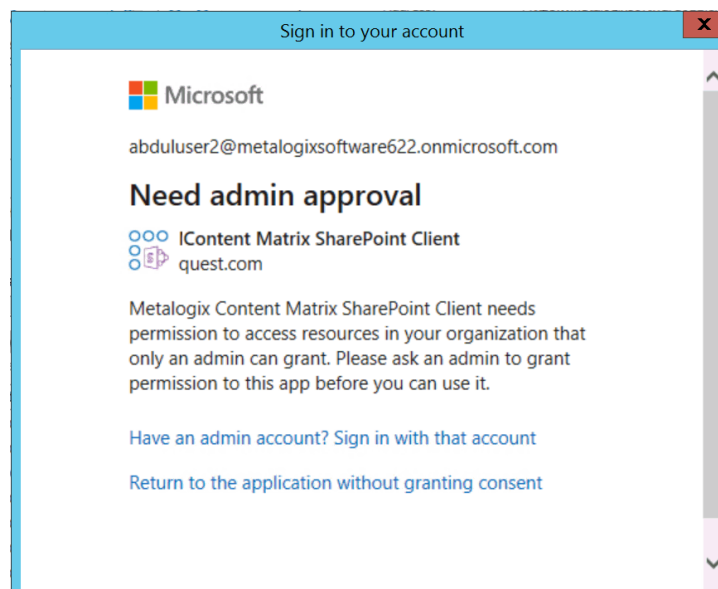 Sign in to your account
X
Microsoft
abduluser2@metalogixsoftware622.onmicrosoft.com
Need admin approval
lContent Matrix SharePoint Client
quest.com
Metalogix Content Matrix SharePoint Client needs
permission to access resources in your organization that
only an admin can grant. Please ask an admin to grant
permission to this app before you can use it.
Have an admin account? Sign in with that account
Return to the application without granting consent